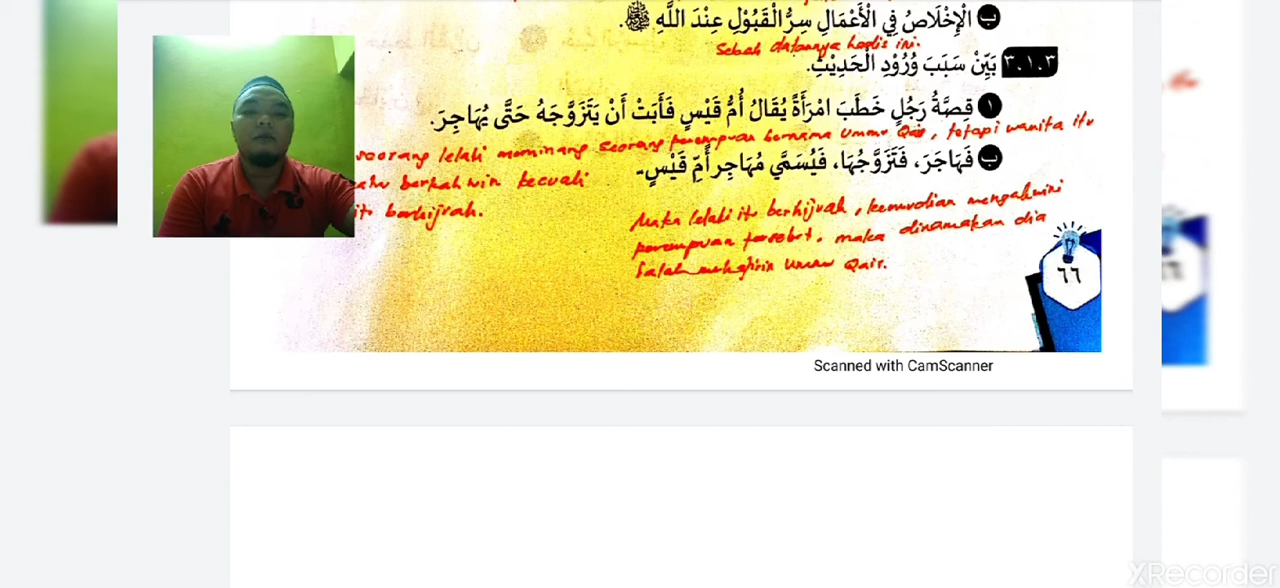 ب الْإِخْلَاصُ فِي الْأَعْمَالِ سِرُّ الْقَبُوْلِ عِنْدَ اللَّهِ ﷻ.
Sebab datannya hadis ini.
٣.١.٣ بَيِّنْ سَبَبَ وُرُوْدِ الْحَدِيْثِ.
١ قِصَّةُ رَجُلٍ خَطَبَ امْرَأَةً يُقَالُ أُمُّ قَيْسٍ فَأَبَتْ أَنْ يَتَزَوَّجَهُ حَتَّى يُهَاجِرَ.
seorang lelaki meminang seorang perempuan bernama Ummu Qais, tetapi wanita itu
berkahwin kecuali
itu berhijrah.
ب فَهَاجَرَ، فَتَزَوَّجُهَا، فَيُسَمَّي مُهَاجِر أُمِّ قَيْسٍ.
Maka lelaki itu berhijrah, kemudian mengahwini
perempuan tersebut. maka dinamakan dia
Ummu Qais.
٦٦
Scanned with CamScanner
XRecorder